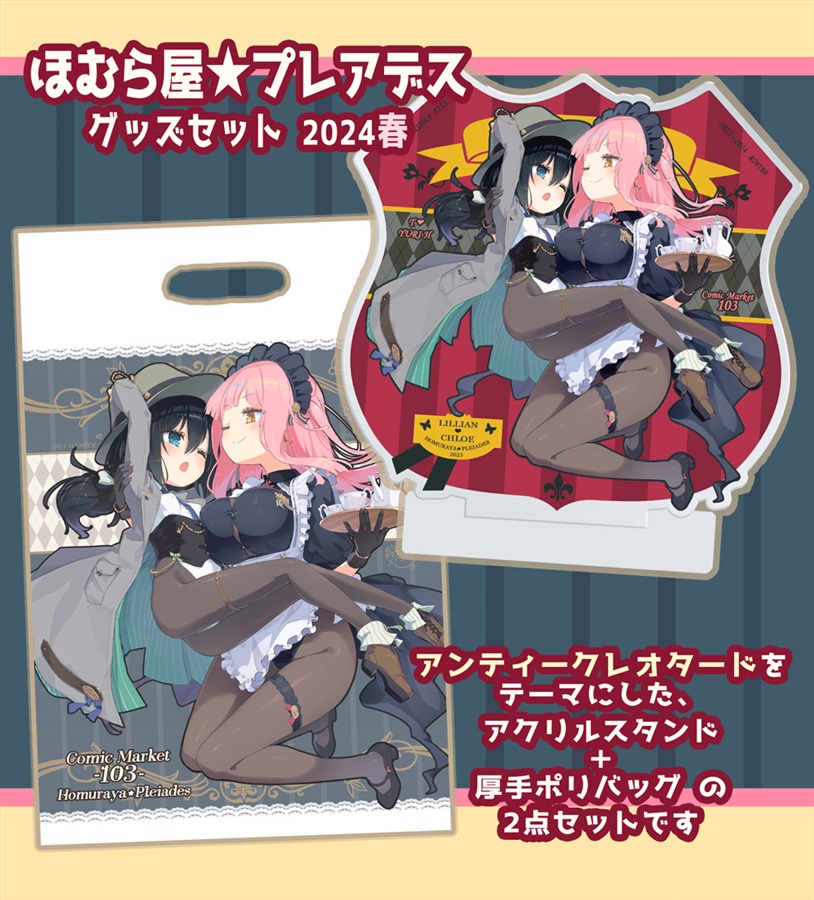 ほむら屋★プレアデス
グッズセット 2024春
2023-2024 WINTER
T♥
YURI-H
Comic Market
103
LILLIAN
♥
CHLOE
HOMURAYA★PLEIADES
2023
Comic Market
-103-
Homuraya★Pleiades
アンティークレオタードを
テーマにした、
アクリルスタンド
+
厚手ポリバッグ の
2点セットです